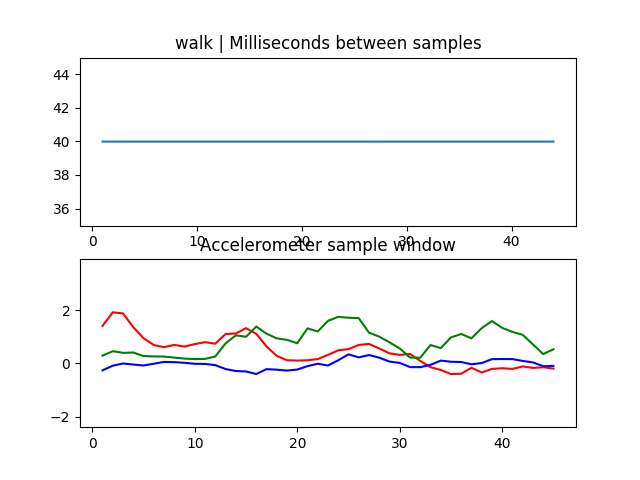 walk | Milliseconds between samples
44
42
40
38
36
0 10 20 30 40
Accelerometer sample window
2
0
−2
0 10 20 30 40